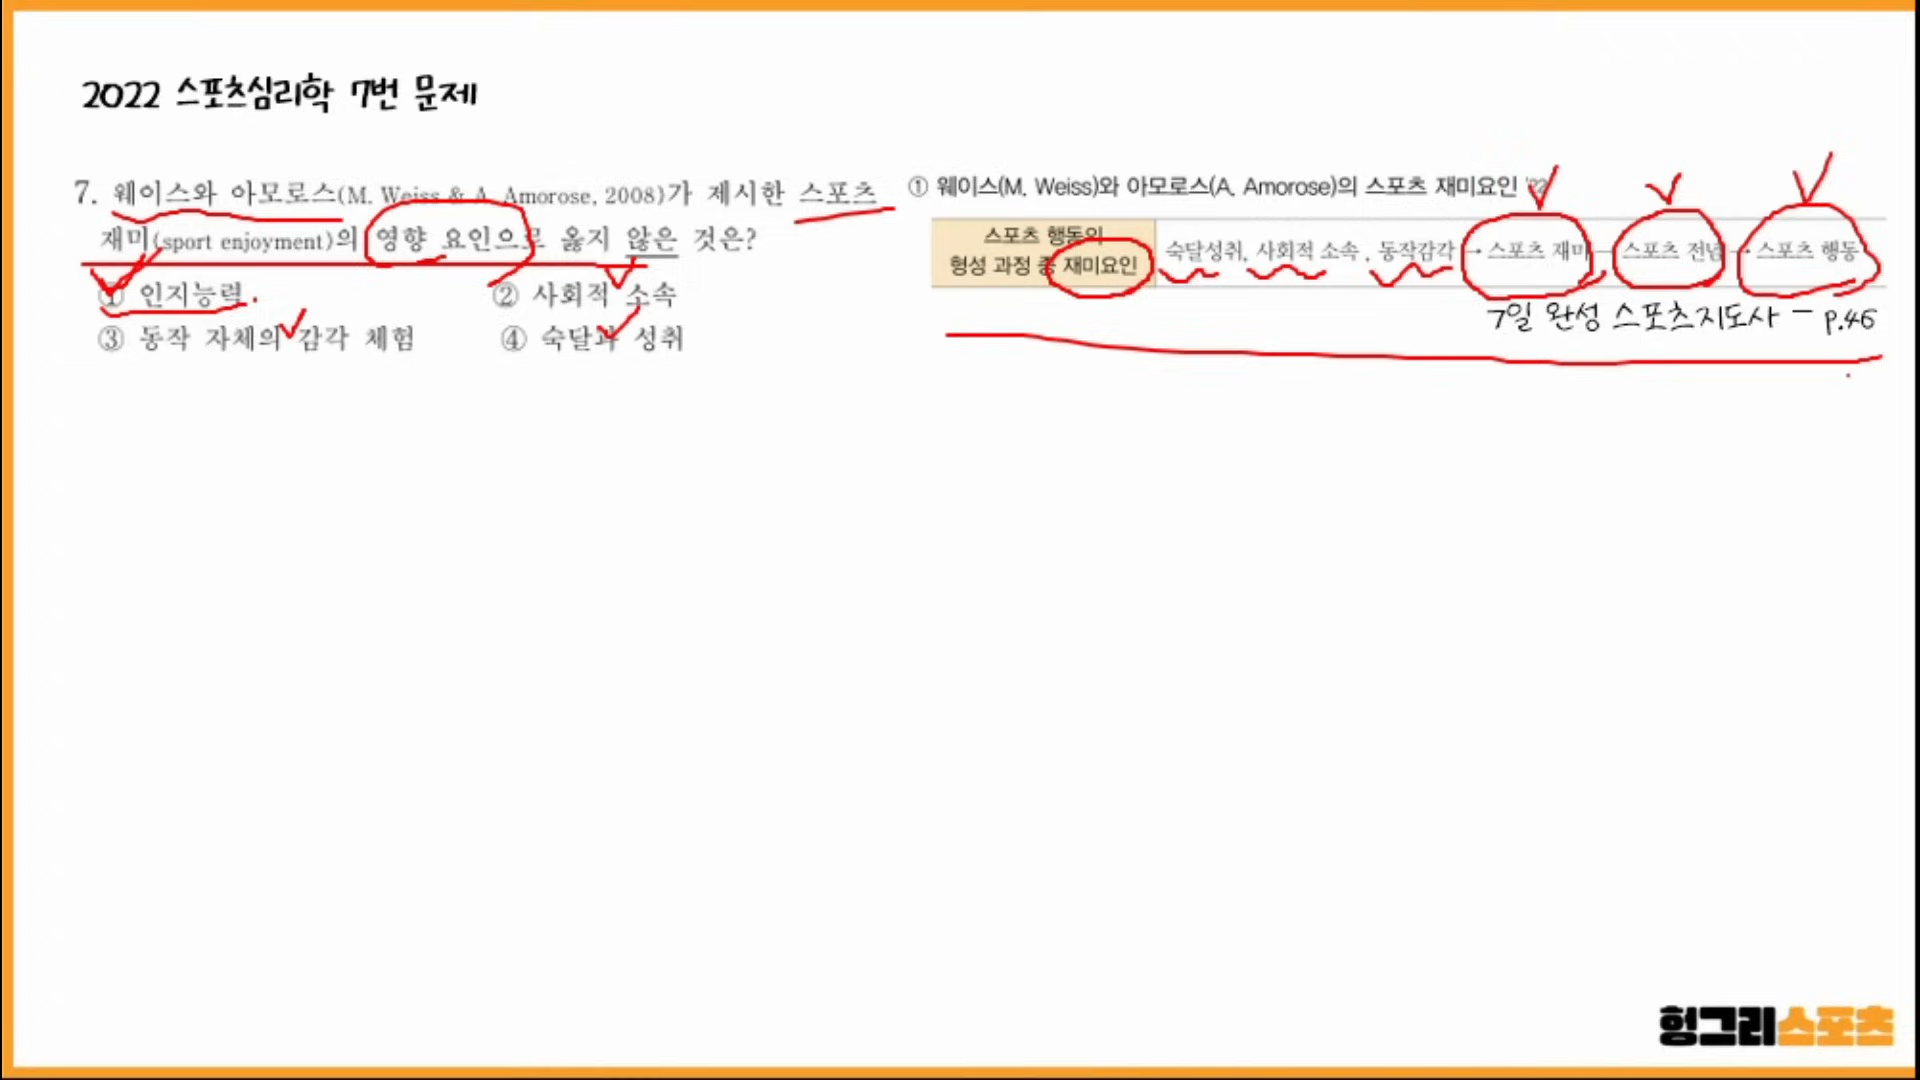 2022 스포츠심리학 7번 문제
7. 웨이스와 아모로스(M. Weiss & A. Amorose, 2008)가 제시한 스포츠
재미(sport enjoyment)의 영향 요인으로 옳지 않은 것은?
① 인지능력
② 사회적 소속
③ 동작 자체의 감각 체험
④ 숙달과 성취
① 웨이스(M. Weiss)와 아모로스(A. Amorose)의 스포츠 재미요인 '22
스포츠 행동의
형성 과정 중 재미요인
숙달성취, 사회적 소속, 동작감각 → 스포츠 재미 → 스포츠 전념 → 스포츠 행동
7일 완성 스포츠지도사 - p.46
헝그리스포츠